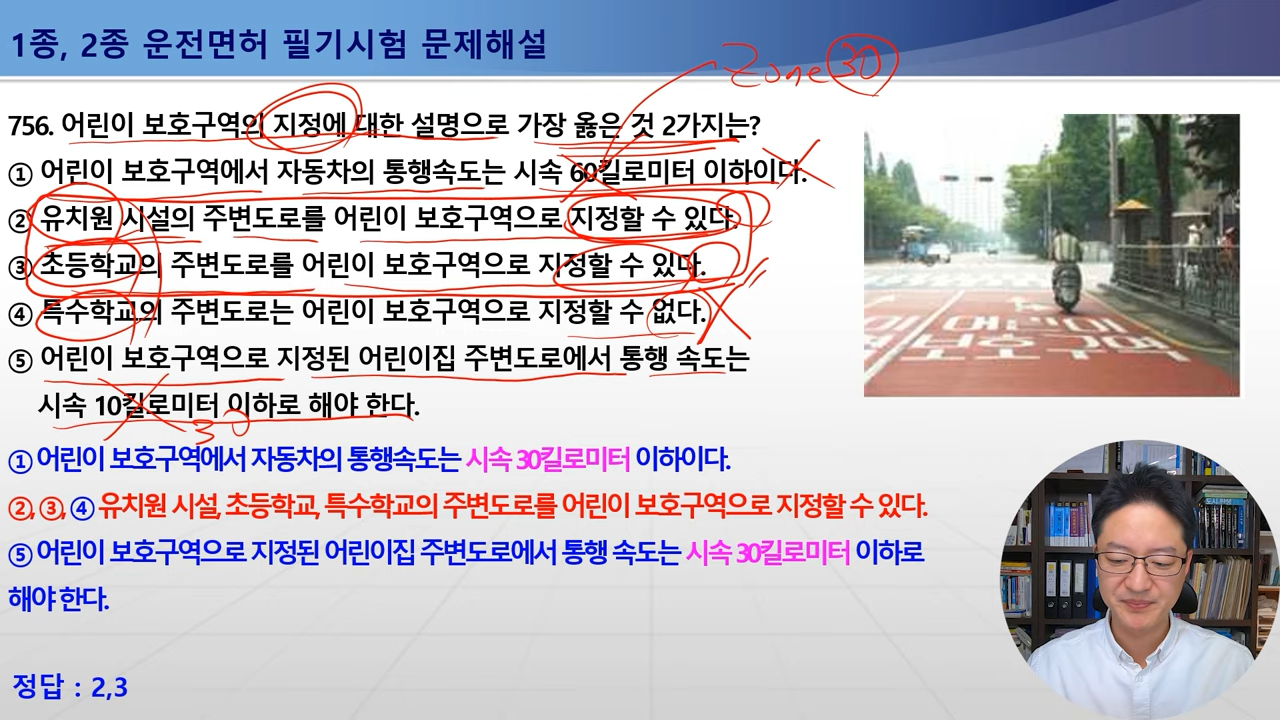 1종, 2종 운전면허 필기시험 문제해설
Zone 30
756. 어린이 보호구역의 지정에 대한 설명으로 가장 옳은 것 2가지는?
① 어린이 보호구역에서 자동차의 통행속도는 시속 60킬로미터 이하이다.
② 유치원 시설의 주변도로를 어린이 보호구역으로 지정할 수 있다.
③ 초등학교의 주변도로를 어린이 보호구역으로 지정할 수 있다.
④ 특수학교의 주변도로는 어린이 보호구역으로 지정할 수 없다.
⑤ 어린이 보호구역으로 지정된 어린이집 주변도로에서 통행 속도는
시속 10킬로미터 이하로 해야 한다.
30
① 어린이 보호구역에서 자동차의 통행속도는 시속 30킬로미터 이하이다.
②, ③, ④ 유치원 시설, 초등학교, 특수학교의 주변도로를 어린이 보호구역으로 지정할 수 있다.
⑤ 어린이 보호구역으로 지정된 어린이집 주변도로에서 통행 속도는 시속 30킬로미터 이하로
해야 한다.
정답 : 2,3